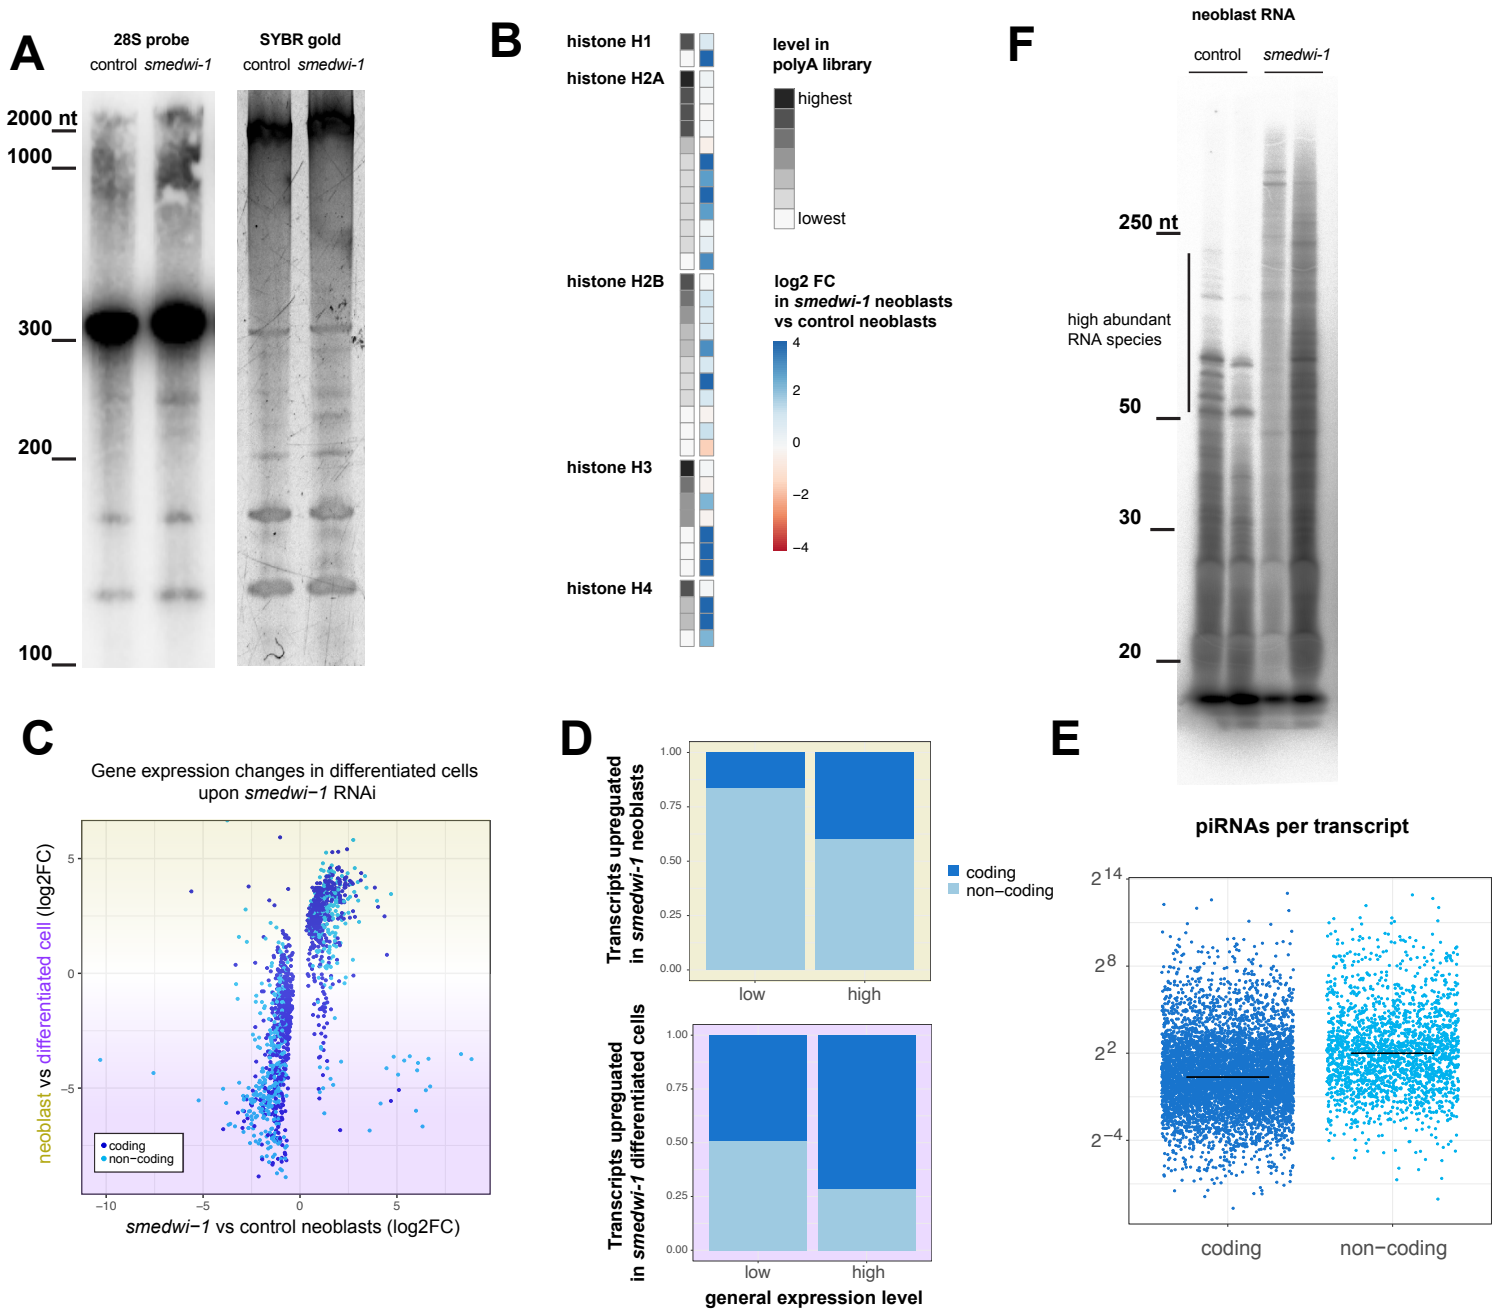 A
28S probe
SYBR gold
control smedwi-1
control smedwi-1
2000 nt
1000
300
200
100
B
histone H1
histone H2A
histone H2B
histone H3
histone H4
level in
polyA library
highest
lowest
log2 FC
in smedwi-1 neoblasts
vs control neoblasts
4
2
0
−2
−4
F
neoblast RNA
control
smedwi-1
250 nt
high abundant
RNA species
50
30
20
C
Gene expression changes in differentiated cells
upon smedwi−1 RNAi
neoblast vs differentiated cell (log2FC)
5
0
−5
coding
non-coding
−10
−5
0
5
smedwi−1 vs control neoblasts (log2FC)
D
Transcripts upreguated
in smedwi-1 neoblasts
1.00
0.75
0.50
0.25
0.00
low
high
coding
non-coding
Transcripts upreguated
in smedwi-1 differentiated cells
1.00
0.75
0.50
0.25
0.00
low
high
general expression level
E
piRNAs per transcript
2^14
2^8
2^2
2^−4
coding
non−coding